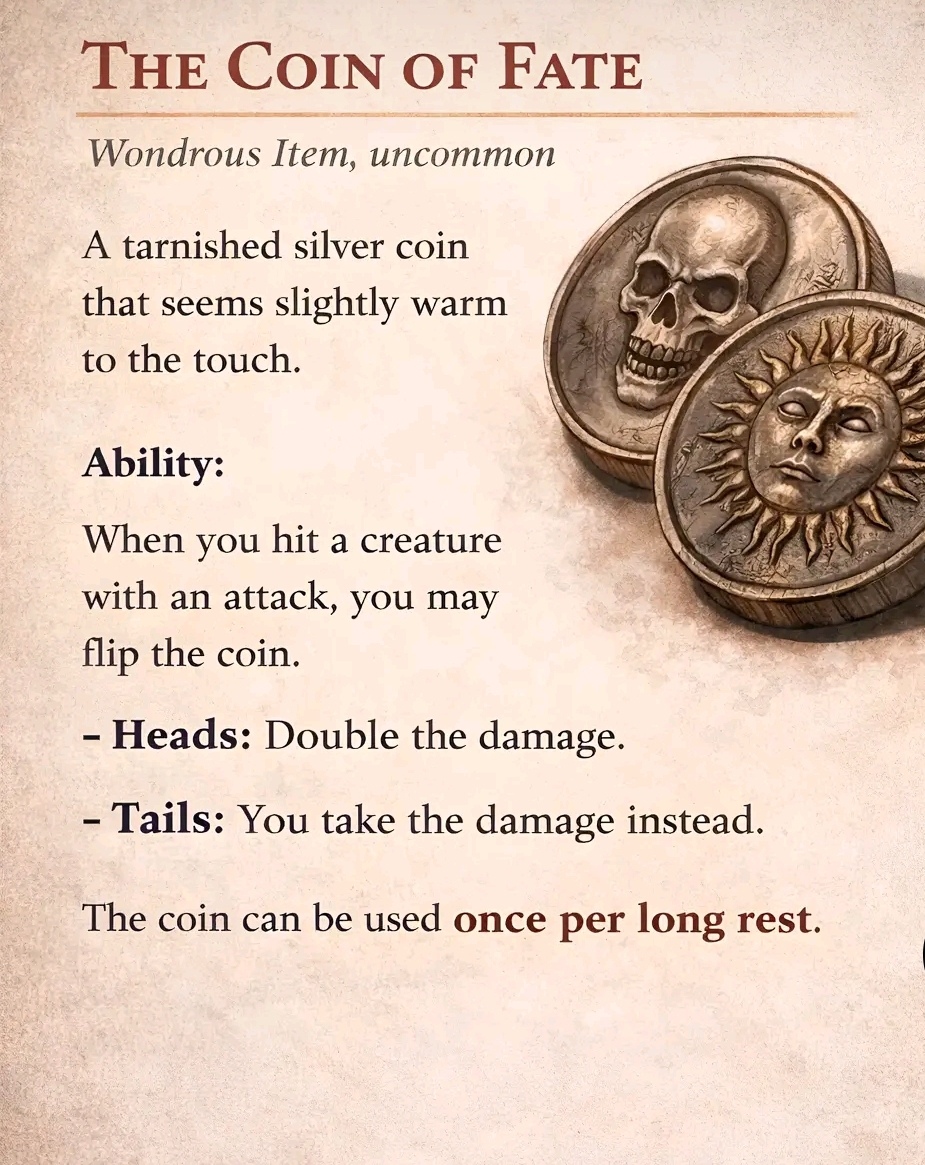 The Coin of Fate
Wondrous Item, uncommon
A tarnished silver coin
that seems slightly warm
to the touch.
Ability:
When you hit a creature
with an attack, you may
flip the coin.
– Heads: Double the damage.
– Tails: You take the damage instead.
The coin can be used once per long rest.